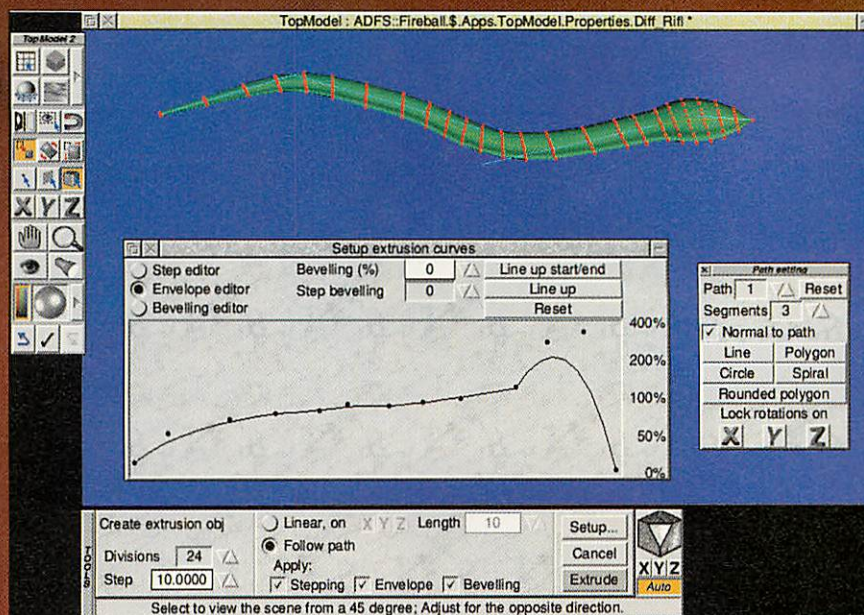 TopModel : ADFS::Fireball.$.Apps.TopModel.Properties.Diff_Rifl *
TopModel 2
X Y Z
Setup extrusion curves
Step editor
Bevelling (%) 0
Line up start/end
Envelope editor
Step bevelling 0
Line up
Bevelling editor
Reset
400%
200%
100%
50%
0%
Path setting
Path 1 Reset
Segments 3
Normal to path
Line Polygon
Circle Spiral
Rounded polygon
Lock rotations on
X Y Z
TOOLS
Create extrusion obj
Divisions 24
Step 10.0000
Linear, on X Y Z Length 10
Follow path
Apply:
Stepping Envelope Bevelling
Setup...
Cancel
Extrude
X Y Z
Auto
Select to view the scene from a 45 degree; Adjust for the opposite direction.